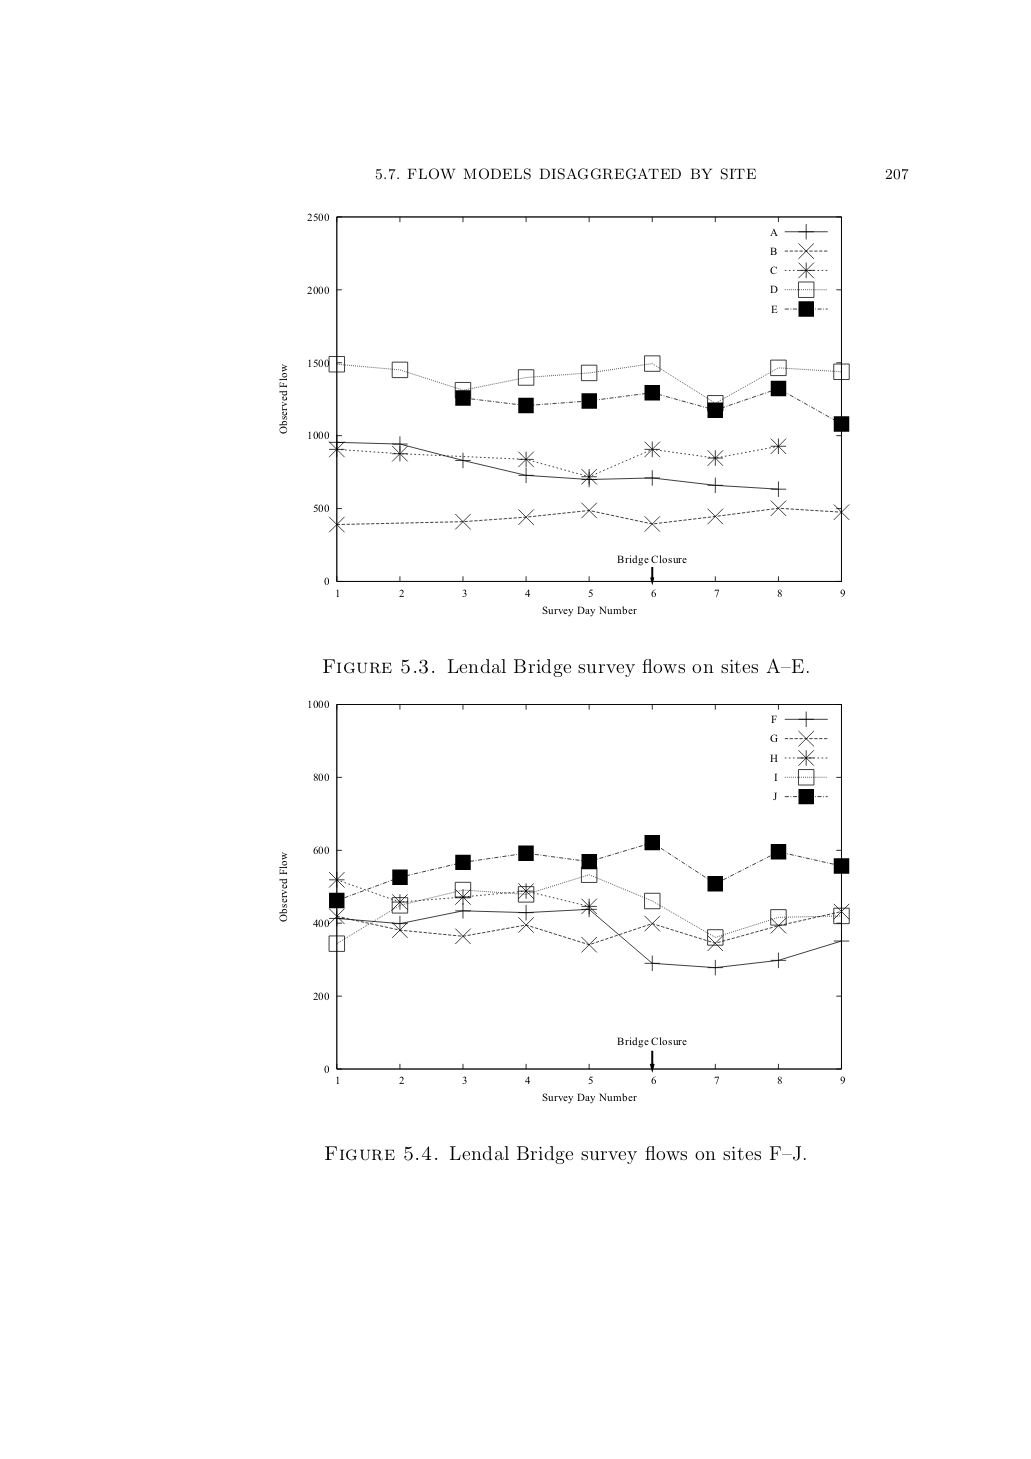 5.7. FLOW MODELS DISAGGREGATED BY SITE 207
2500
2000
1500
1000
500
0
Observed Flow
A
B
C
D
E
Bridge Closure
1 2 3 4 5 6 7 8 9
Survey Day Number
FIGURE 5.3. Lendal Bridge survey flows on sites A–E.
1000
800
600
400
200
0
Observed Flow
F
G
H
I
J
Bridge Closure
1 2 3 4 5 6 7 8 9
Survey Day Number
FIGURE 5.4. Lendal Bridge survey flows on sites F–J.